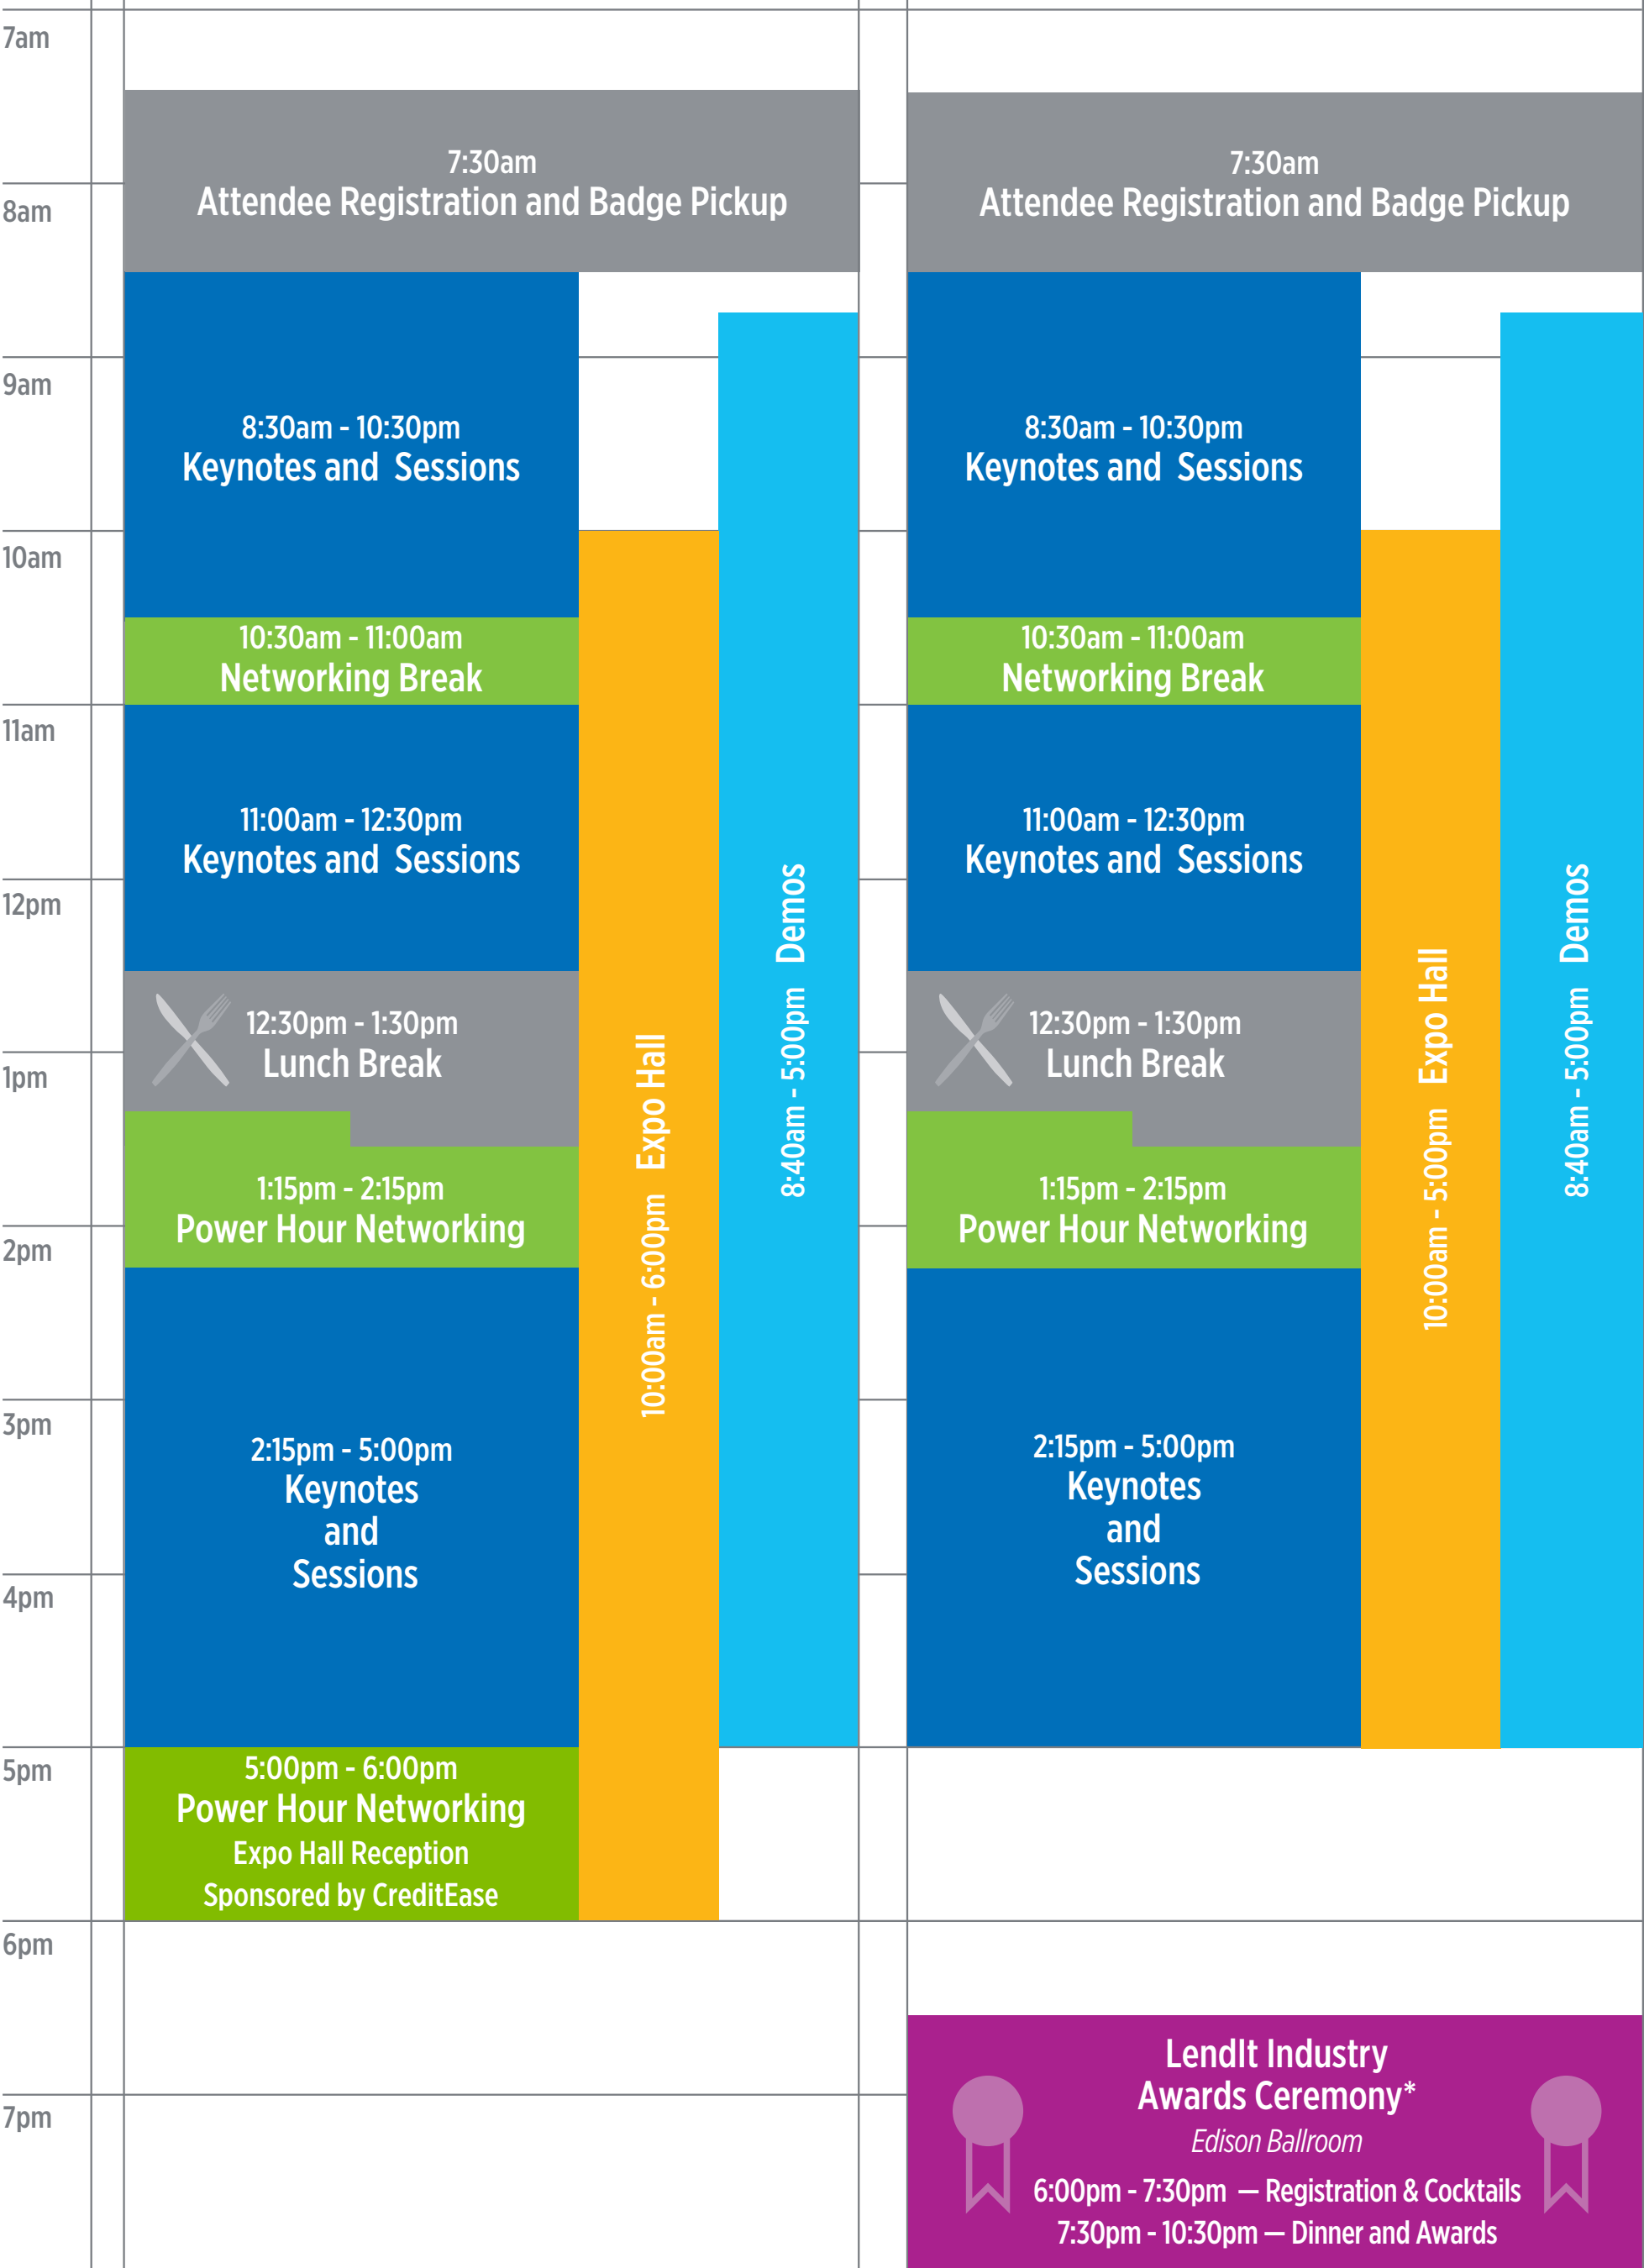 7am
8am
9am
10am
11am
12pm
1pm
2pm
3pm
4pm
5pm
6pm
7pm
7:30am
Attendee Registration and Badge Pickup
8:30am - 10:30pm
Keynotes and Sessions
10:30am - 11:00am
Networking Break
11:00am - 12:30pm
Keynotes and Sessions
12:30pm - 1:30pm
Lunch Break
1:15pm - 2:15pm
Power Hour Networking
2:15pm - 5:00pm
Keynotes
and
Sessions
5:00pm - 6:00pm
Power Hour Networking
Expo Hall Reception
Sponsored by CreditEase
10:00am - 6:00pm Expo Hall
8:40am - 5:00pm Demos
7:30am
Attendee Registration and Badge Pickup
8:30am - 10:30pm
Keynotes and Sessions
10:30am - 11:00am
Networking Break
11:00am - 12:30pm
Keynotes and Sessions
12:30pm - 1:30pm
Lunch Break
1:15pm - 2:15pm
Power Hour Networking
2:15pm - 5:00pm
Keynotes
and
Sessions
10:00am - 5:00pm Expo Hall
8:40am - 5:00pm Demos
LendIt Industry
Awards Ceremony*
Edison Ballroom
6:00pm - 7:30pm — Registration & Cocktails
7:30pm - 10:30pm — Dinner and Awards